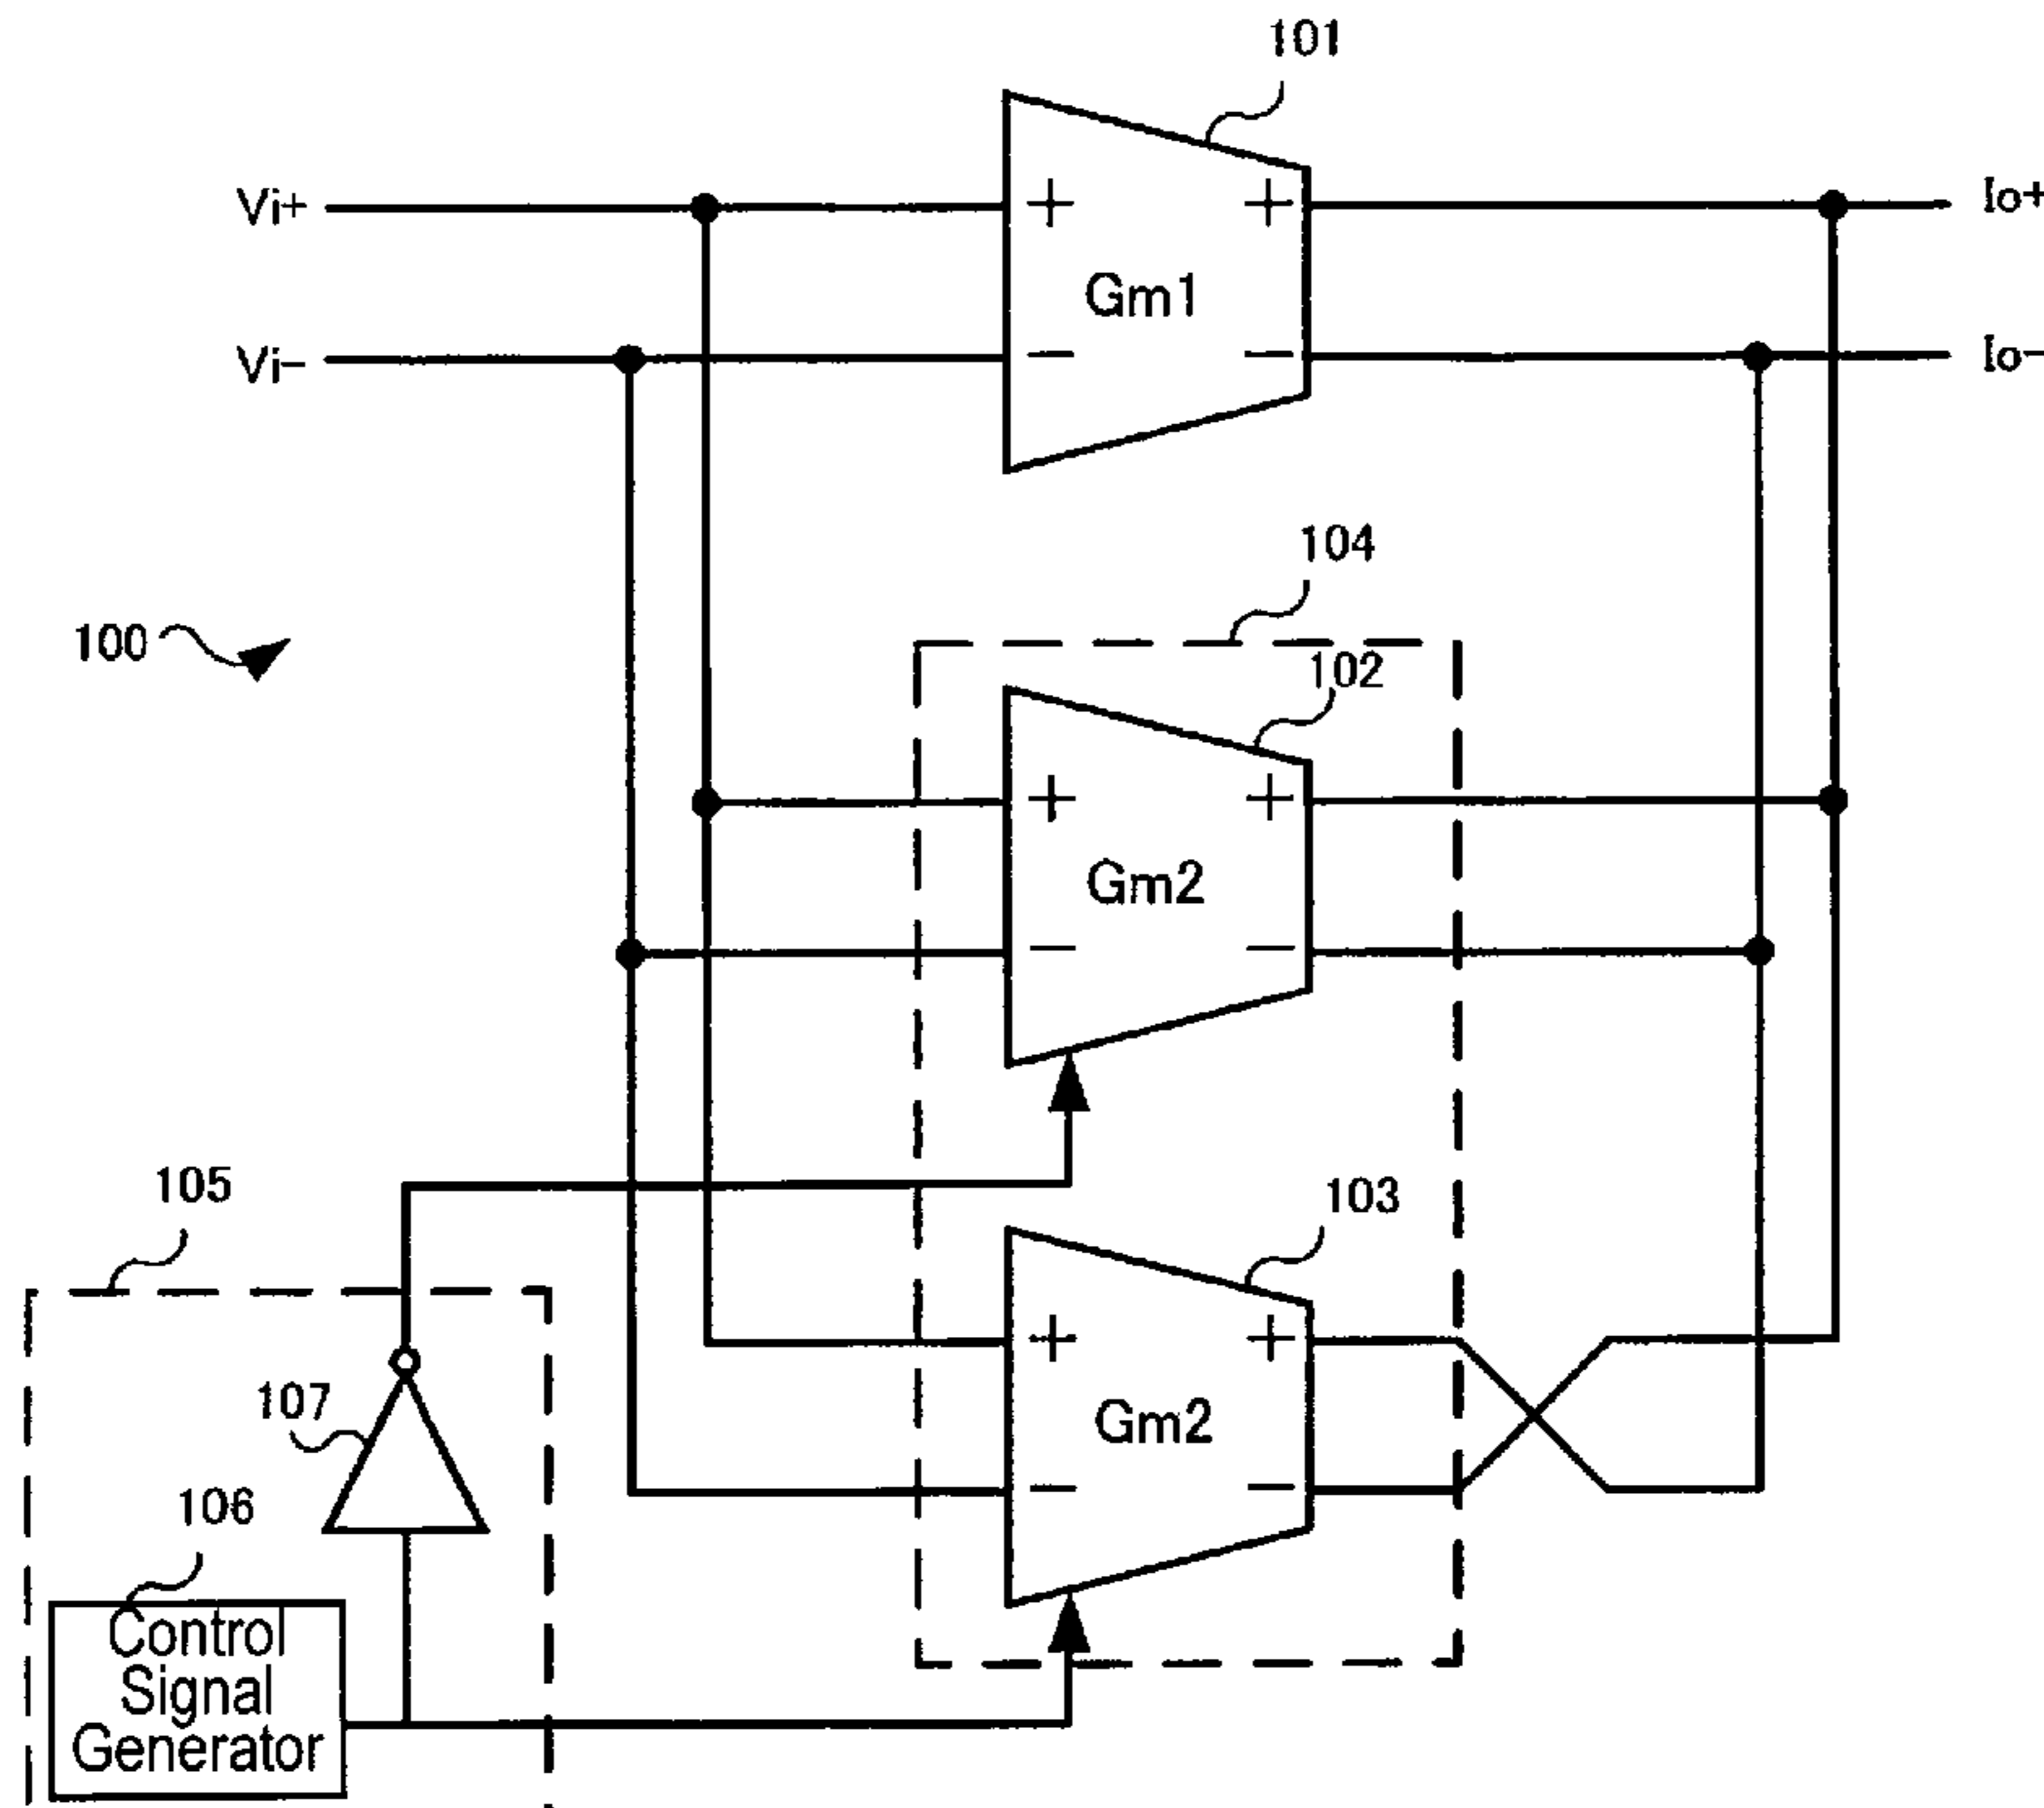 101
Vi+
+
+
Io+
Gm1
Vi−
−
−
Io−
104
100
102
+
+
Gm2
−
−
105
103
+
+
107
Gm2
106
−
−
Control
Signal
Generator